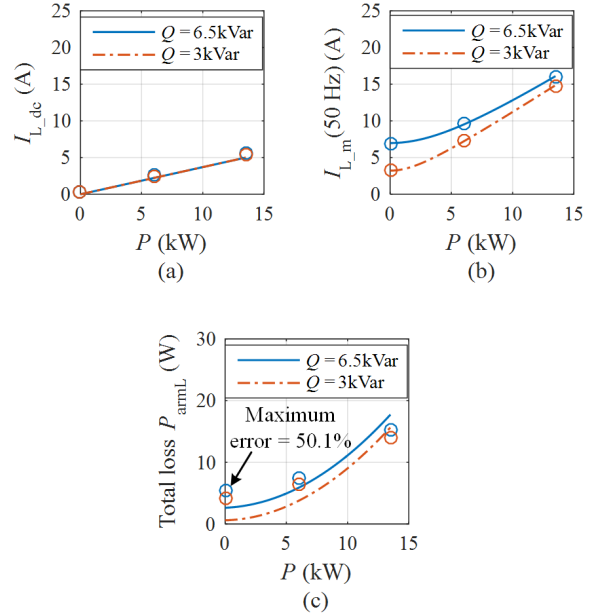 25
20
15
10
5
0
I_L_dc (A)
Q = 6.5kVar
Q = 3kVar
0 5 10 15
P (kW)
(a)
25
20
15
10
5
0
I_L_m(50 Hz) (A)
Q = 6.5kVar
Q = 3kVar
0 5 10 15
P (kW)
(b)
30
20
10
0
Total loss P_armL (W)
Q = 6.5kVar
Q = 3kVar
Maximum
error = 50.1%
0 5 10 15
P (kW)
(c)